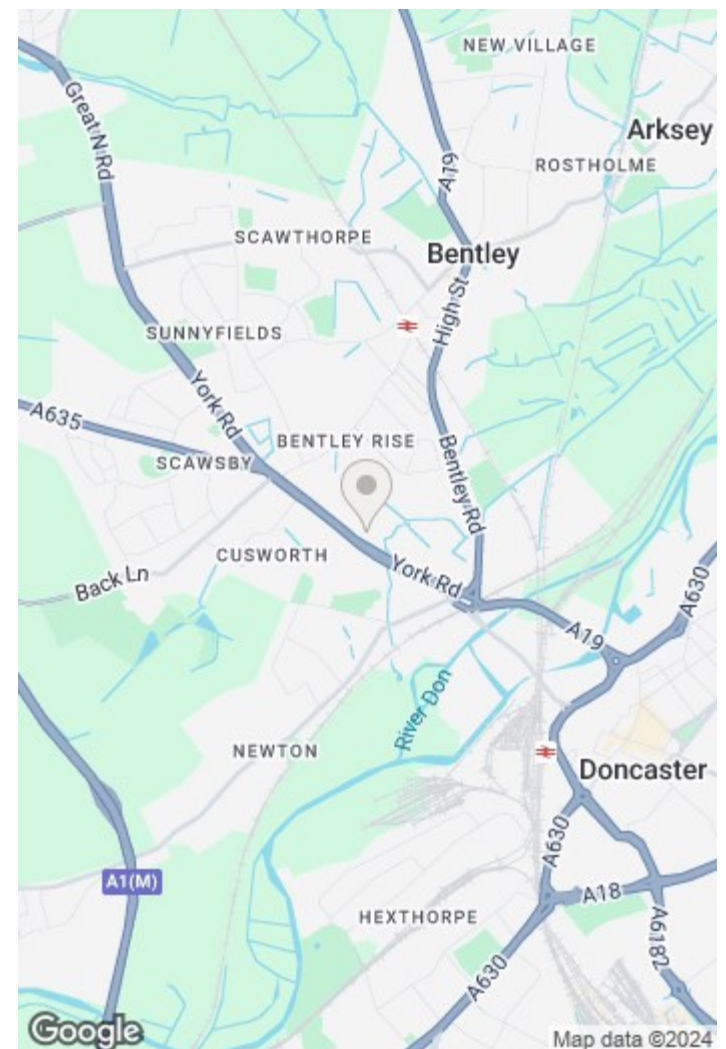 NEW VILLAGE
Great N Rd
Arksey
A19
ROSTHOLME
SCAWTHORPE
Bentley
High St
SUNNYFIELDS
York Rd
A635
BENTLEY RISE
SCAWSBY
Bentley Rd
CUSWORTH
Back Ln
York Rd
A630
A19
River Don
NEWTON
Doncaster
A630
A1(M)
A18
HEXTHORPE
A6182
A630
Google
Map data ©2024